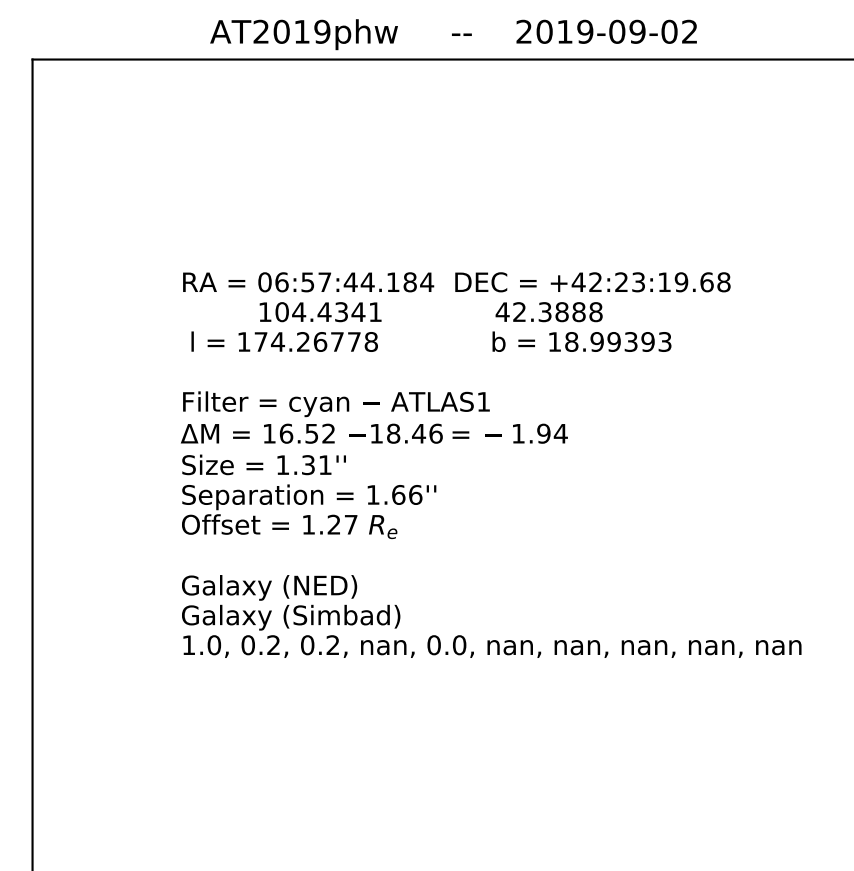 AT2019phw -- 2019-09-02
RA = 06:57:44.184 DEC = +42:23:19.68
104.4341 42.3888
l = 174.26778 b = 18.99393
Filter = cyan − ATLAS1
ΔM = 16.52 −18.46 = − 1.94
Size = 1.31''
Separation = 1.66''
Offset = 1.27 Re
Galaxy (NED)
Galaxy (Simbad)
1.0, 0.2, 0.2, nan, 0.0, nan, nan, nan, nan, nan